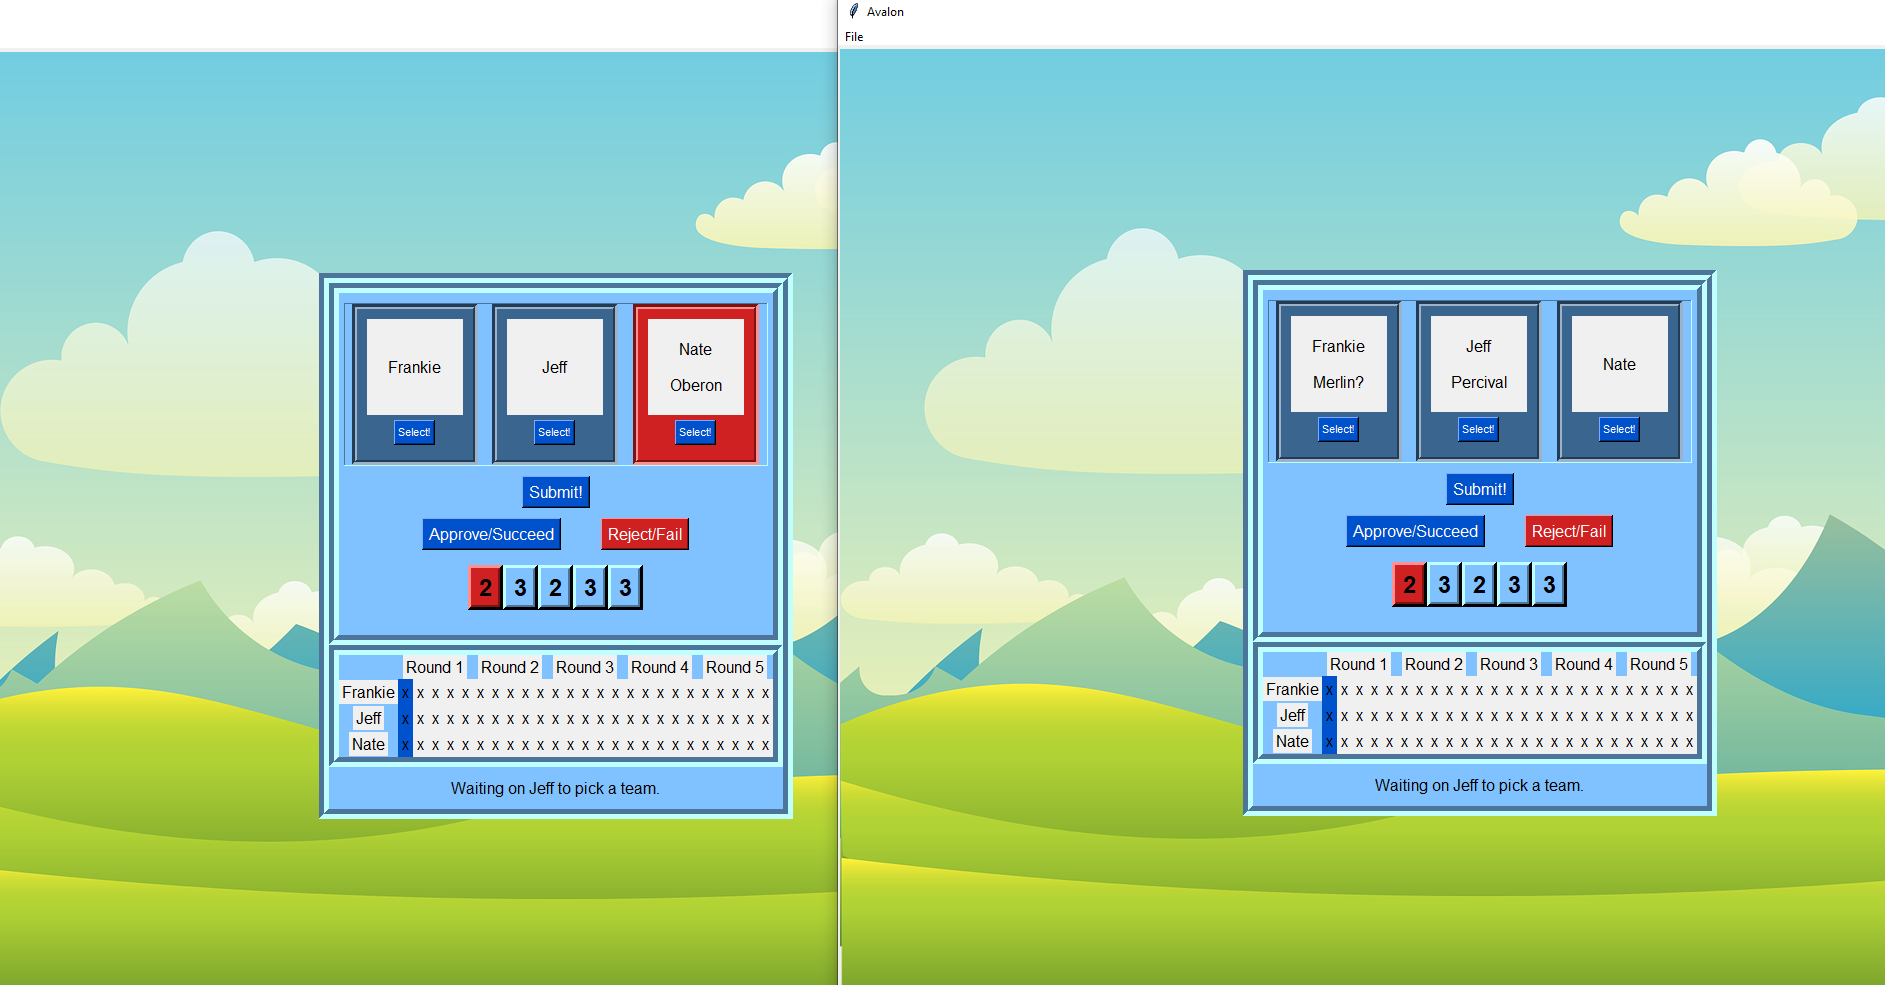 Avalon
File
Frankie
Jeff
Nate
Oberon
Select!
Select!
Select!
Submit!
Approve/Succeed
Reject/Fail
2 3 2 3 3
Round 1 Round 2 Round 3 Round 4 Round 5
Frankie x x x x x x x x x x x x x x x x x x x x x x x x x
Jeff x x x x x x x x x x x x x x x x x x x x x x x x x
Nate x x x x x x x x x x x x x x x x x x x x x x x x x
Waiting on Jeff to pick a team.
Frankie
Merlin?
Jeff
Percival
Nate
Select!
Select!
Select!
Submit!
Approve/Succeed
Reject/Fail
2 3 2 3 3
Round 1 Round 2 Round 3 Round 4 Round 5
Frankie x x x x x x x x x x x x x x x x x x x x x x x x x
Jeff x x x x x x x x x x x x x x x x x x x x x x x x x
Nate x x x x x x x x x x x x x x x x x x x x x x x x x
Waiting on Jeff to pick a team.